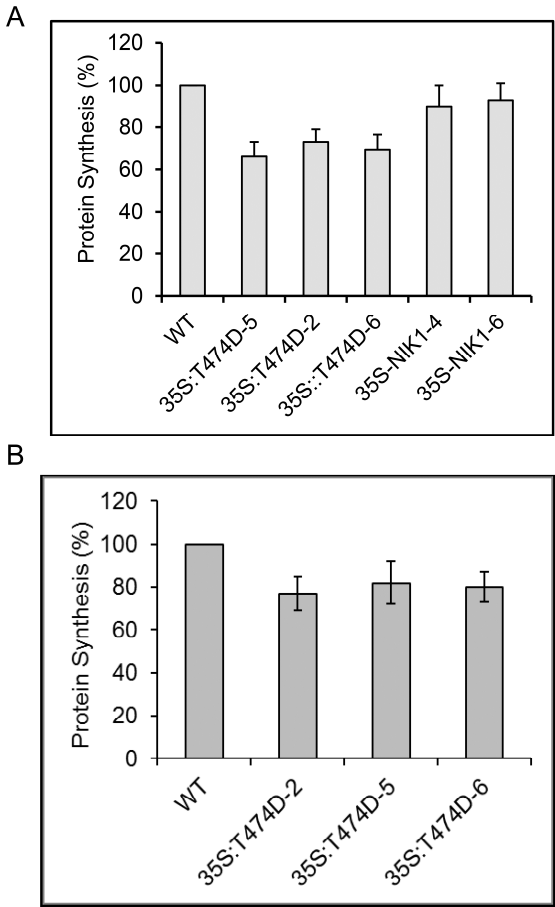 A
Protein Synthesis (%)
120
100
80
60
40
20
0
WT
35S:T474D-5
35S:T474D-2
35S::T474D-6
35S-NIK1-4
35S-NIK1-6
B
Protein Synthesis (%)
120
100
80
60
40
20
0
WT
35S:T474D-2
35S:T474D-5
35S:T474D-6